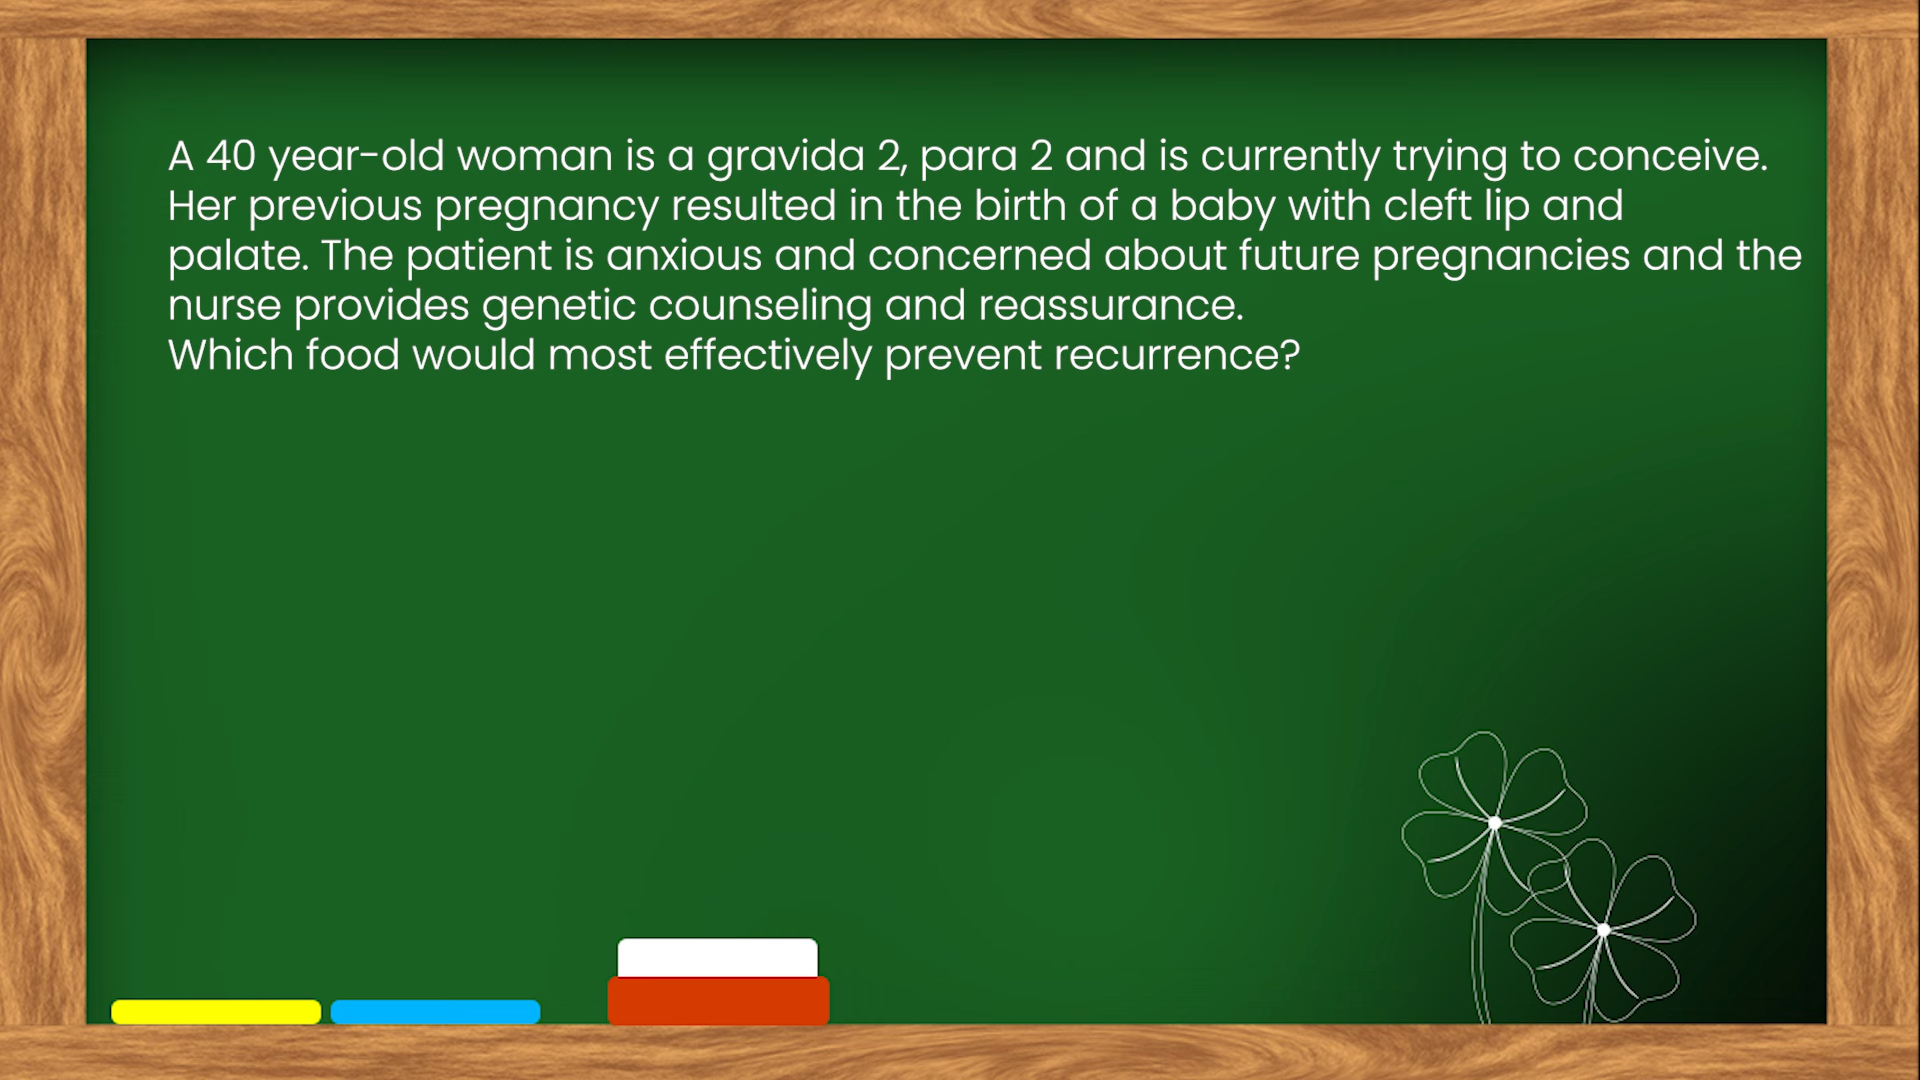 A 40 year-old woman is a gravida 2, para 2 and is currently trying to conceive.
Her previous pregnancy resulted in the birth of a baby with cleft lip and
palate. The patient is anxious and concerned about future pregnancies and the
nurse provides genetic counseling and reassurance.
Which food would most effectively prevent recurrence?